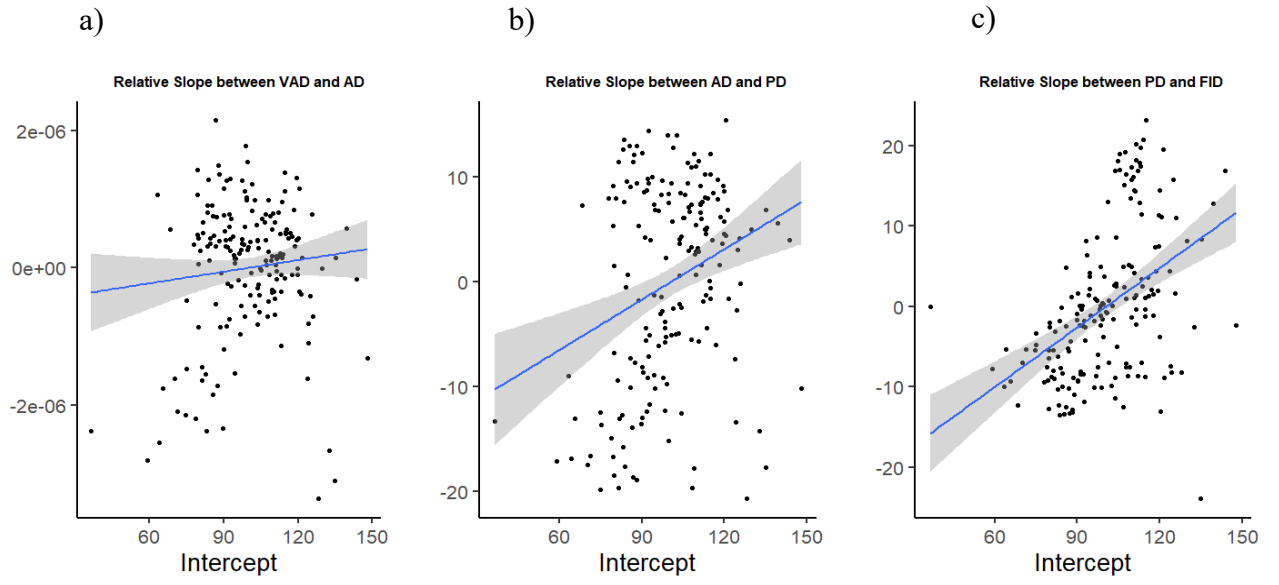 a)
b)
c)
Relative Slope between VAD and AD
Relative Slope between AD and PD
Relative Slope between PD and FID
2e-06
0e+00
-2e-06
60
90
120
150
Intercept
10
0
-10
-20
60
90
120
150
Intercept
20
10
0
-10
-20
60
90
120
150
Intercept